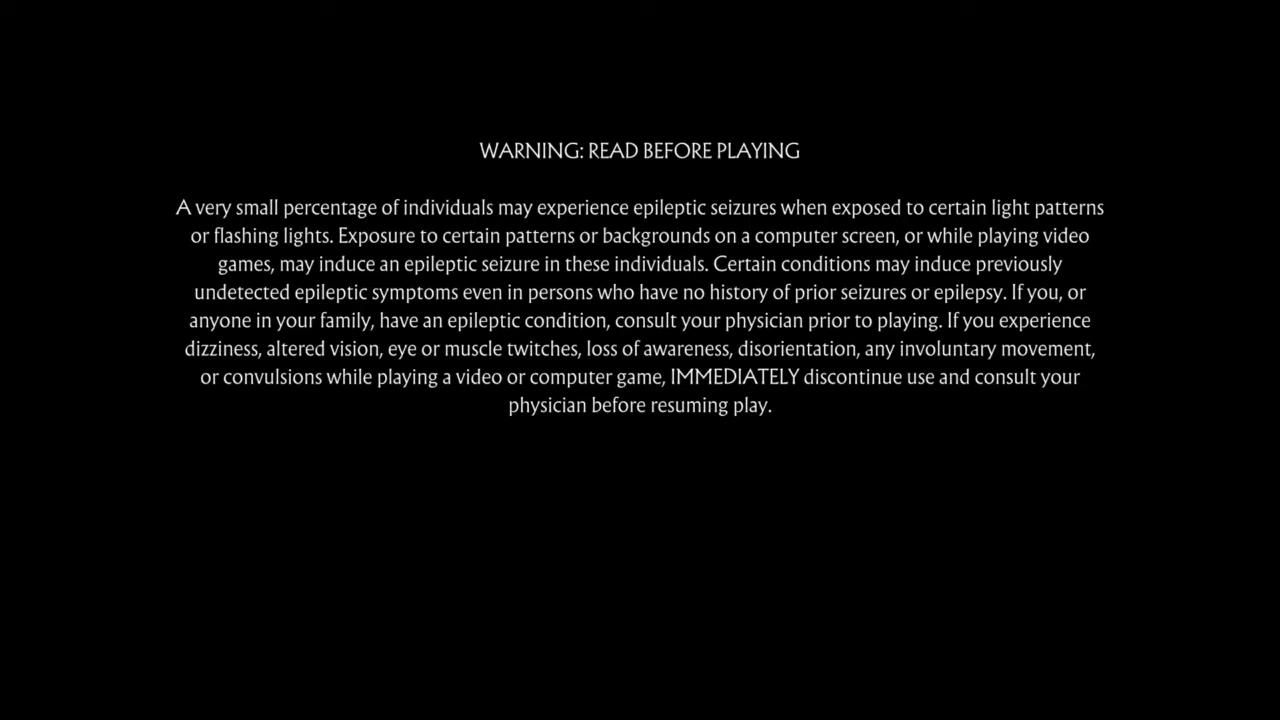 WARNING: READ BEFORE PLAYING
A very small percentage of individuals may experience epileptic seizures when exposed to certain light patterns
or flashing lights. Exposure to certain patterns or backgrounds on a computer screen, or while playing video
games, may induce an epileptic seizure in these individuals. Certain conditions may induce previously
undetected epileptic symptoms even in persons who have no history of prior seizures or epilepsy. If you, or
anyone in your family, have an epileptic condition, consult your physician prior to playing. If you experience
dizziness, altered vision, eye or muscle twitches, loss of awareness, disorientation, any involuntary movement,
or convulsions while playing a video or computer game, IMMEDIATELY discontinue use and consult your
physician before resuming play.